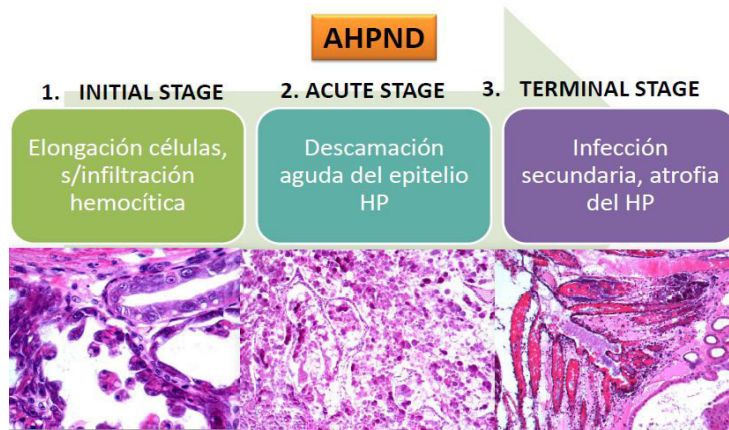 AHPND
1. INITIAL STAGE
2. ACUTE STAGE
3. TERMINAL STAGE
Elongación células,
s/infiltración
hemocítica
Descamación
aguda del epitelio
HP
Infección
secundaria, atrofia
del HP